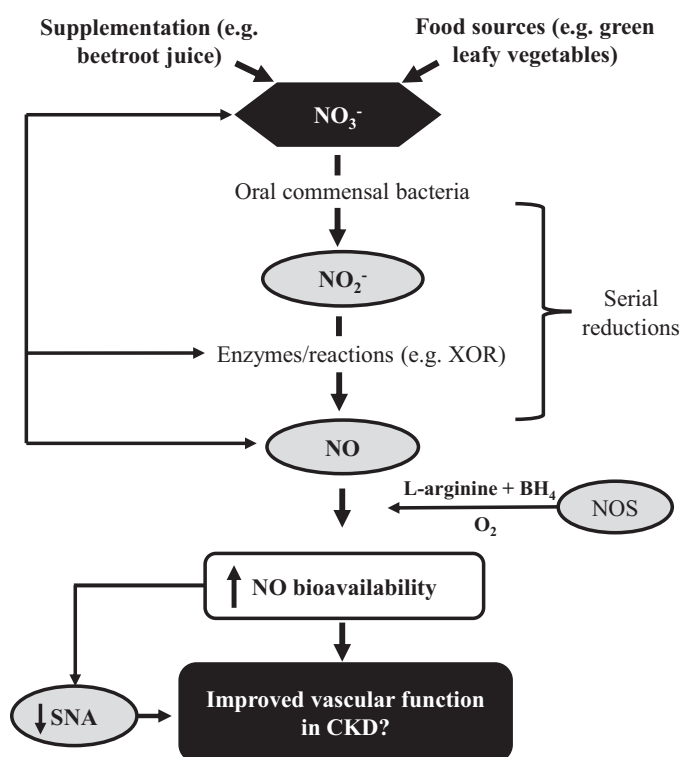 Supplementation (e.g.
beetroot juice)
Food sources (e.g. green
leafy vegetables)
NO₃⁻
Oral commensal bacteria
NO₂⁻
Serial
reductions
Enzymes/reactions (e.g. XOR)
NO
L-arginine + BH₄
O₂
NOS
NO bioavailability
SNA
Improved vascular function
in CKD?